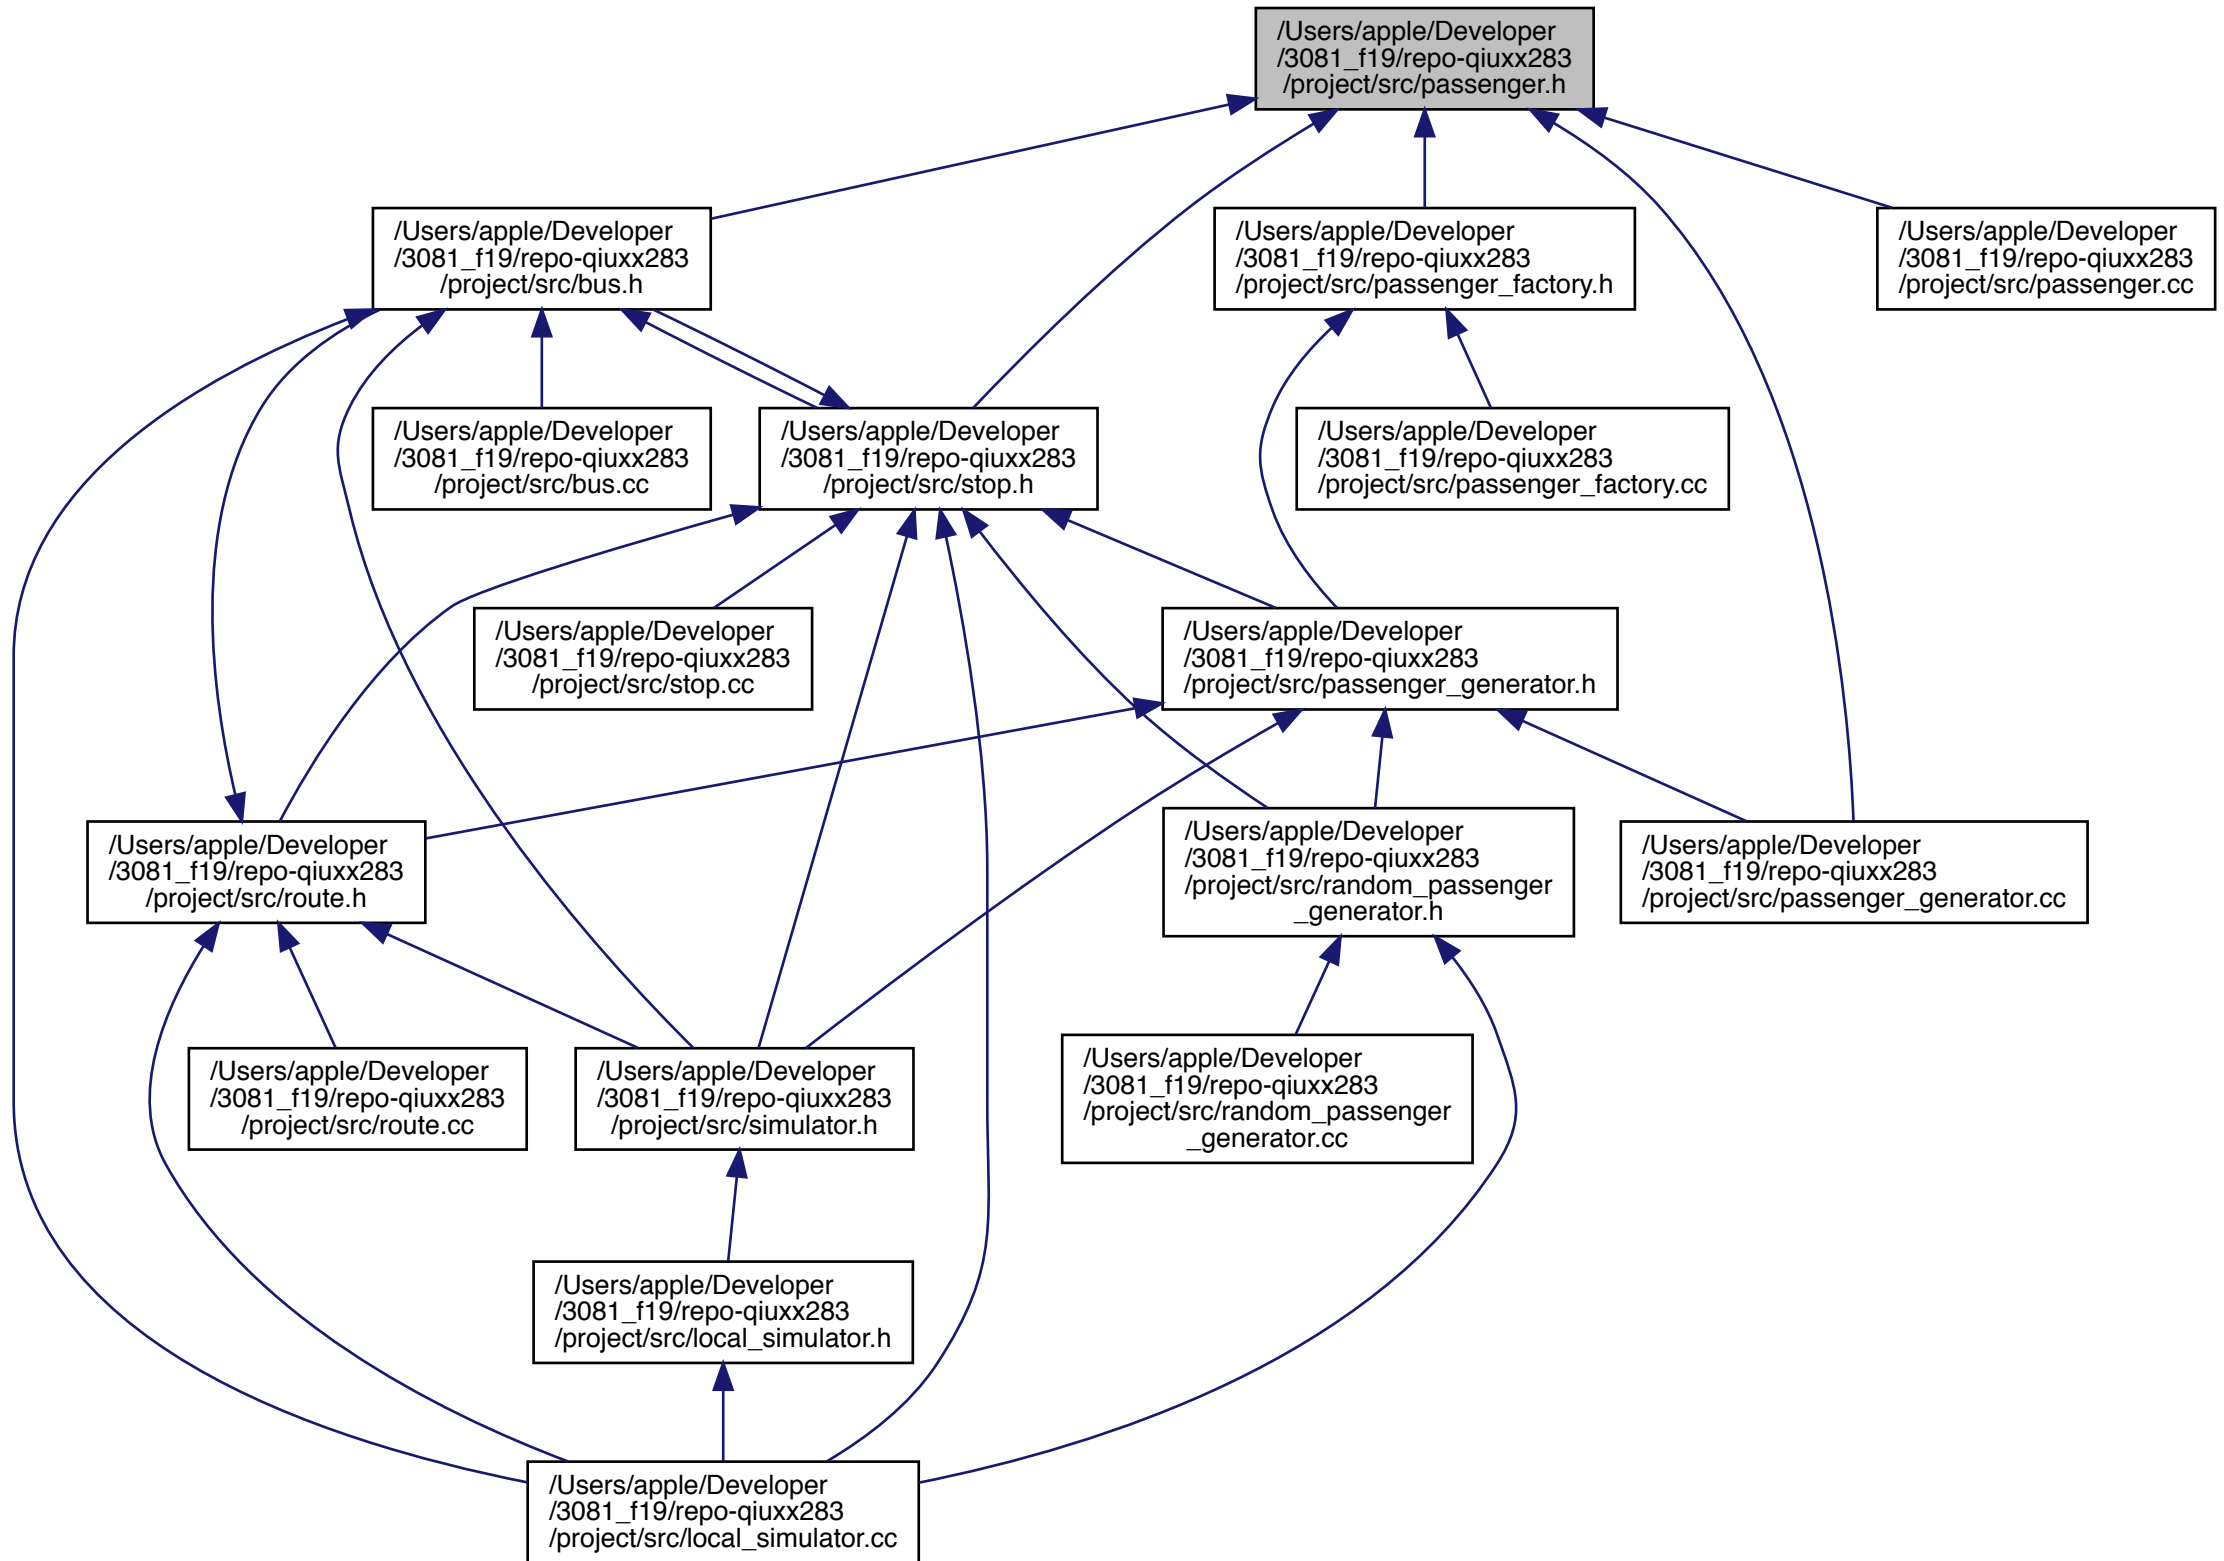 /Users/apple/Developer
/3081_f19/repo-qiuxx283
/project/src/passenger.h
/Users/apple/Developer
/3081_f19/repo-qiuxx283
/project/src/bus.h
/Users/apple/Developer
/3081_f19/repo-qiuxx283
/project/src/passenger_factory.h
/Users/apple/Developer
/3081_f19/repo-qiuxx283
/project/src/passenger.cc
/Users/apple/Developer
/3081_f19/repo-qiuxx283
/project/src/bus.cc
/Users/apple/Developer
/3081_f19/repo-qiuxx283
/project/src/stop.h
/Users/apple/Developer
/3081_f19/repo-qiuxx283
/project/src/passenger_factory.cc
/Users/apple/Developer
/3081_f19/repo-qiuxx283
/project/src/stop.cc
/Users/apple/Developer
/3081_f19/repo-qiuxx283
/project/src/passenger_generator.h
/Users/apple/Developer
/3081_f19/repo-qiuxx283
/project/src/route.h
/Users/apple/Developer
/3081_f19/repo-qiuxx283
/project/src/random_passenger
_generator.h
/Users/apple/Developer
/3081_f19/repo-qiuxx283
/project/src/passenger_generator.cc
/Users/apple/Developer
/3081_f19/repo-qiuxx283
/project/src/route.cc
/Users/apple/Developer
/3081_f19/repo-qiuxx283
/project/src/simulator.h
/Users/apple/Developer
/3081_f19/repo-qiuxx283
/project/src/random_passenger
_generator.cc
/Users/apple/Developer
/3081_f19/repo-qiuxx283
/project/src/local_simulator.h
/Users/apple/Developer
/3081_f19/repo-qiuxx283
/project/src/local_simulator.cc